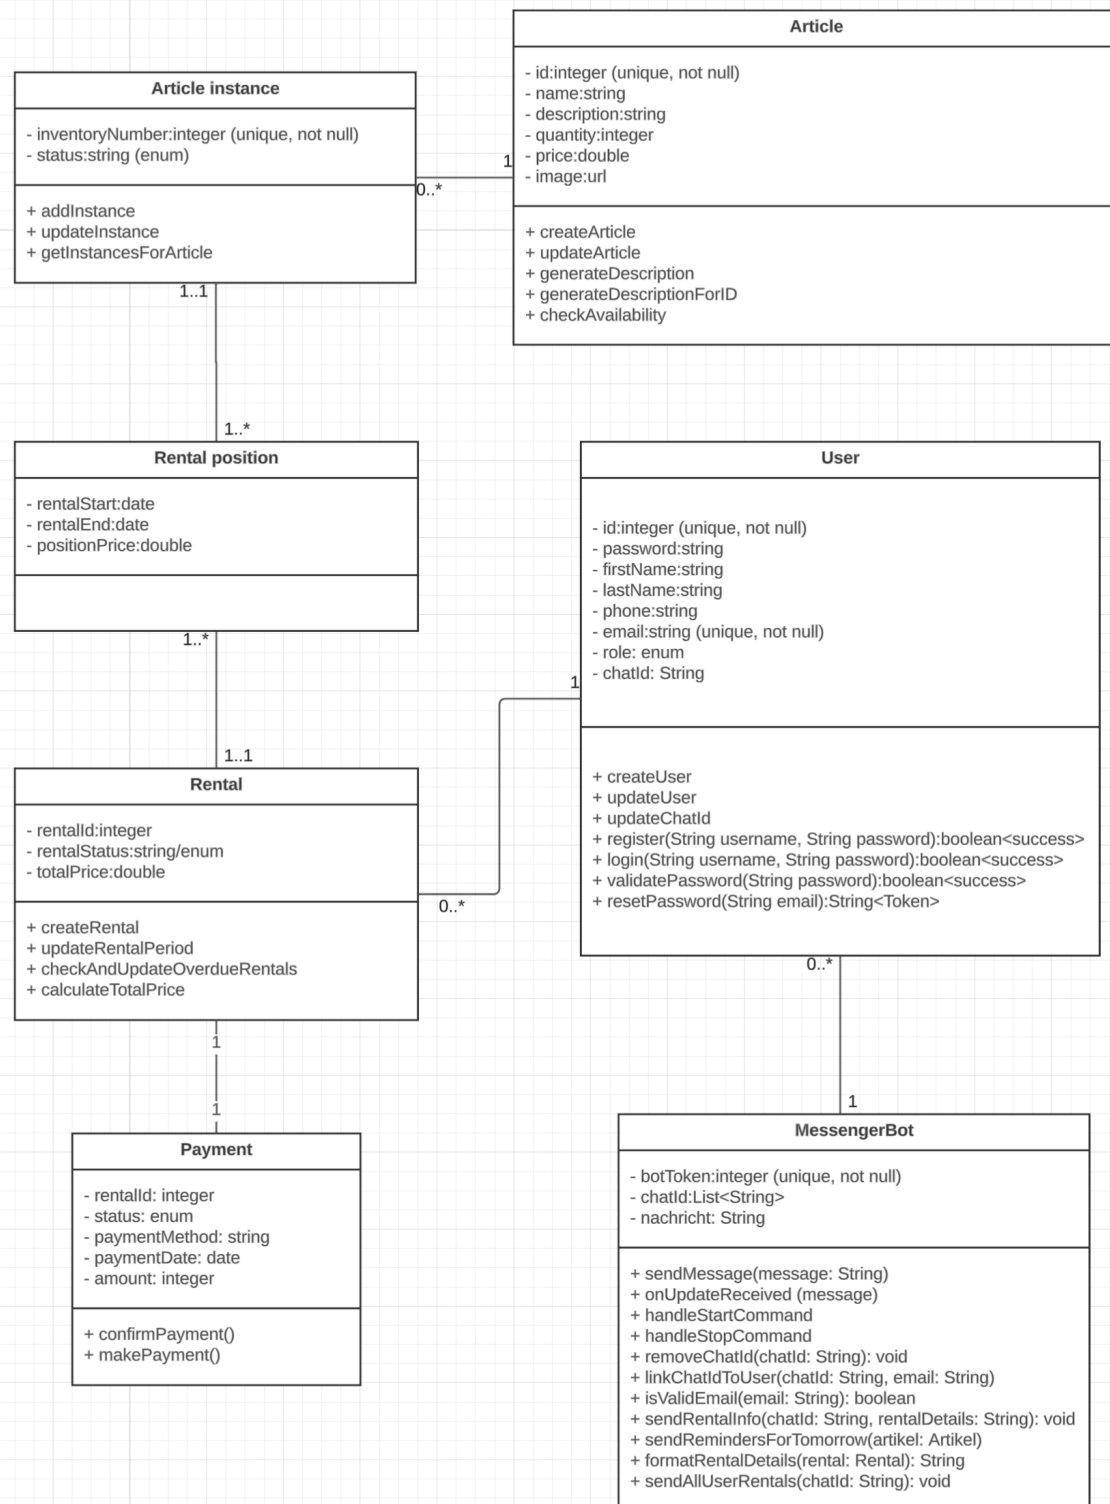 Article
- id:integer (unique, not null)
- name:string
- description:string
- quantity:integer
- price:double
- image:url
+ createArticle
+ updateArticle
+ generateDescription
+ generateDescriptionForID
+ checkAvailability
Article instance
- inventoryNumber:integer (unique, not null)
- status:string (enum)
+ addInstance
+ updateInstance
+ getInstancesForArticle
1
0..*
1..1
1..*
Rental position
- rentalStart:date
- rentalEnd:date
- positionPrice:double
1..*
1..1
User
- id:integer (unique, not null)
- password:string
- firstName:string
- lastName:string
- phone:string
- email:string (unique, not null)
- role: enum
- chatId: String
+ createUser
+ updateUser
+ updateChatId
+ register(String username, String password):boolean<success>
+ login(String username, String password):boolean<success>
+ validatePassword(String password):boolean<success>
+ resetPassword(String email):String<Token>
1
0..*
Rental
- rentalId:integer
- rentalStatus:string/enum
- totalPrice:double
+ createRental
+ updateRentalPeriod
+ checkAndUpdateOverdueRentals
+ calculateTotalPrice
1
1
0..*
1
Payment
- rentalId: integer
- status: enum
- paymentMethod: string
- paymentDate: date
- amount: integer
+ confirmPayment()
+ makePayment()
MessengerBot
- botToken:integer (unique, not null)
- chatId:List<String>
- nachricht: String
+ sendMessage(message: String)
+ onUpdateReceived (message)
+ handleStartCommand
+ handleStopCommand
+ removeChatId(chatId: String): void
+ linkChatIdToUser(chatId: String, email: String)
+ isValidEmail(email: String): boolean
+ sendRentalInfo(chatId: String, rentalDetails: String): void
+ sendRemindersForTomorrow(artikel: Artikel)
+ formatRentalDetails(rental: Rental): String
+ sendAllUserRentals(chatId: String): void